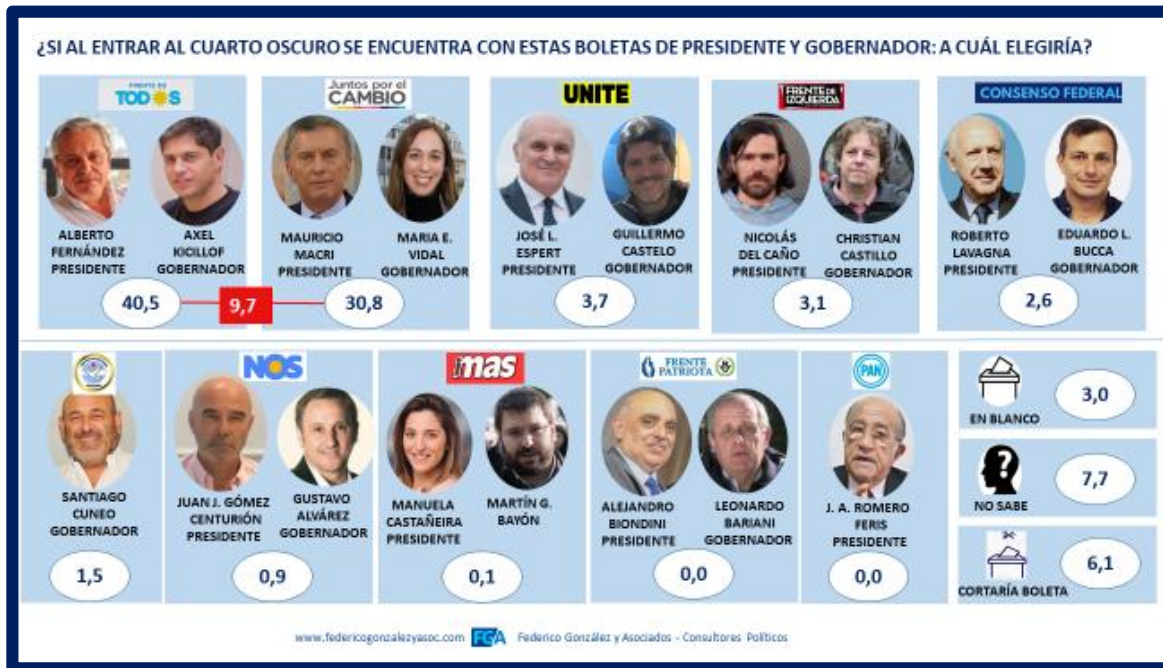 ¿SI AL ENTRAR AL CUARTO OSCURO SE ENCUENTRA CON ESTAS BOLETAS DE PRESIDENTE Y GOBERNADOR: A CUÁL ELEGIRÍA?
FRENTE DE
TODOS
ALBERTO
FERNÁNDEZ
PRESIDENTE
AXEL
KICILLOF
GOBERNADOR
40,5
9,7
Juntos por el
CAMBIO
MAURICIO
MACRI
PRESIDENTE
MARIA E.
VIDAL
GOBERNADOR
30,8
UNITE
JOSÉ L.
ESPERT
PRESIDENTE
GUILLERMO
CASTELO
GOBERNADOR
3,7
FRENTE DE
IZQUIERDA
NICOLÁS
DEL CAÑO
PRESIDENTE
CHRISTIAN
CASTILLO
GOBERNADOR
3,1
CONSENSO FEDERAL
ROBERTO
LAVAGNA
PRESIDENTE
EDUARDO L.
BUCCA
GOBERNADOR
2,6
SANTIAGO
CUNEO
GOBERNADOR
1,5
NOS
JUAN J. GÓMEZ
CENTURIÓN
PRESIDENTE
GUSTAVO
ALVÁREZ
GOBERNADOR
0,9
mas
MANUELA
CASTAÑEIRA
PRESIDENTE
MARTÍN G.
BAYÓN
0,1
FRENTE
PATRIOTA
ALEJANDRO
BIONDINI
PRESIDENTE
LEONARDO
BARIANI
GOBERNADOR
0,0
PAN
J. A. ROMERO
FERIS
PRESIDENTE
0,0
EN BLANCO
3,0
?
NO SABE
7,7
CORTARÍA BOLETA
6,1
www.federicogonzalezyasoc.com FGA Federico González y Asociados - Consultores Políticos